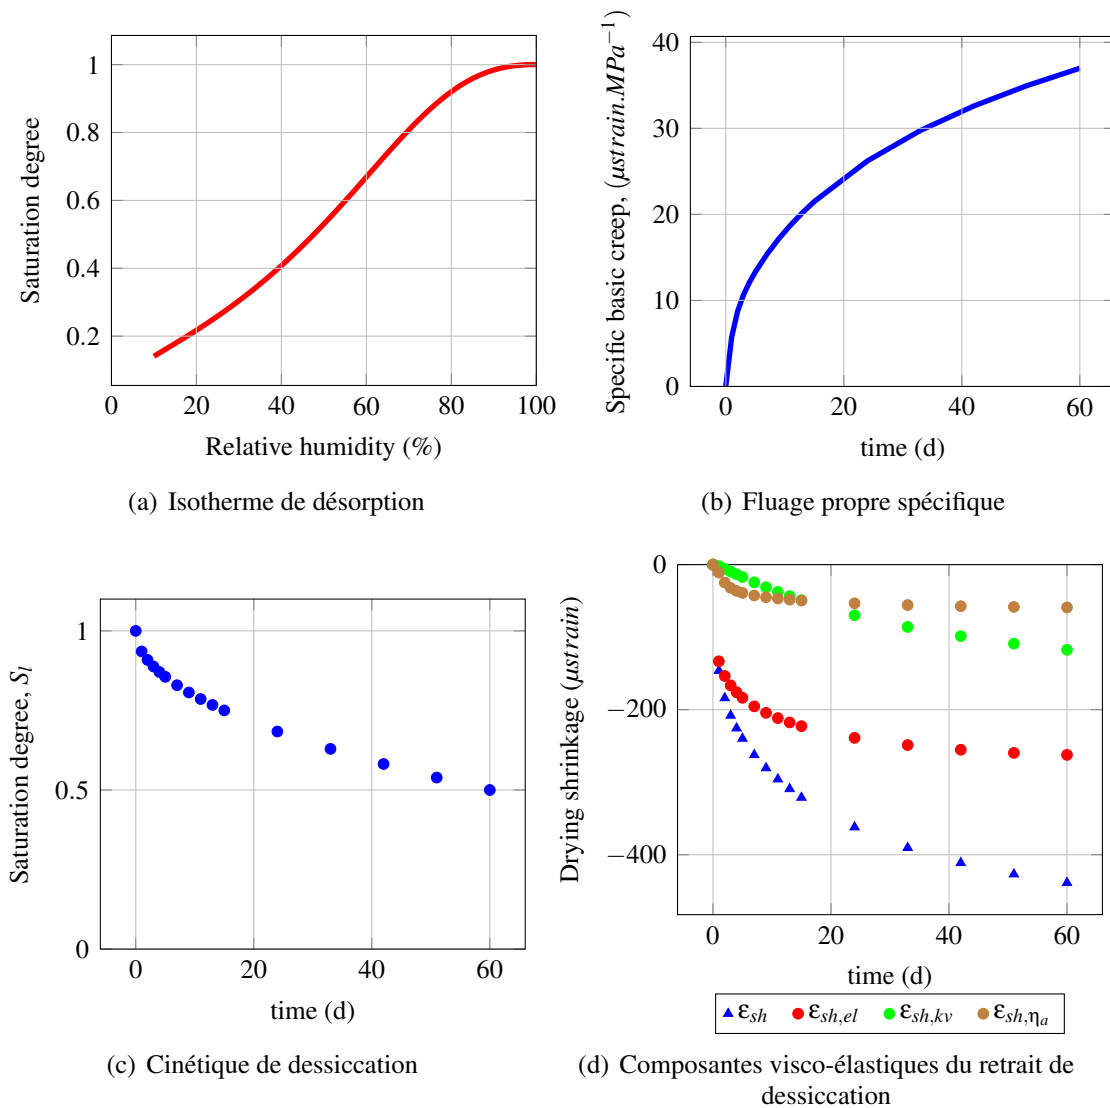 1
0.8
0.6
0.4
0.2
0 20 40 60 80 100
Saturation degree
Relative humidity (%)
(a) Isotherme de désorption
40
30
20
10
0
0 20 40 60
Specific basic creep, (μstrain.MPa⁻¹)
time (d)
(b) Fluage propre spécifique
1
0.5
0
0 20 40 60
Saturation degree, S_l
time (d)
(c) Cinétique de dessiccation
0
−200
−400
0 20 40 60
Drying shrinkage (μstrain)
time (d)
ε_sh ε_sh,el ε_sh,kv ε_sh,η_a
(d) Composantes visco-élastiques du retrait de
dessiccation